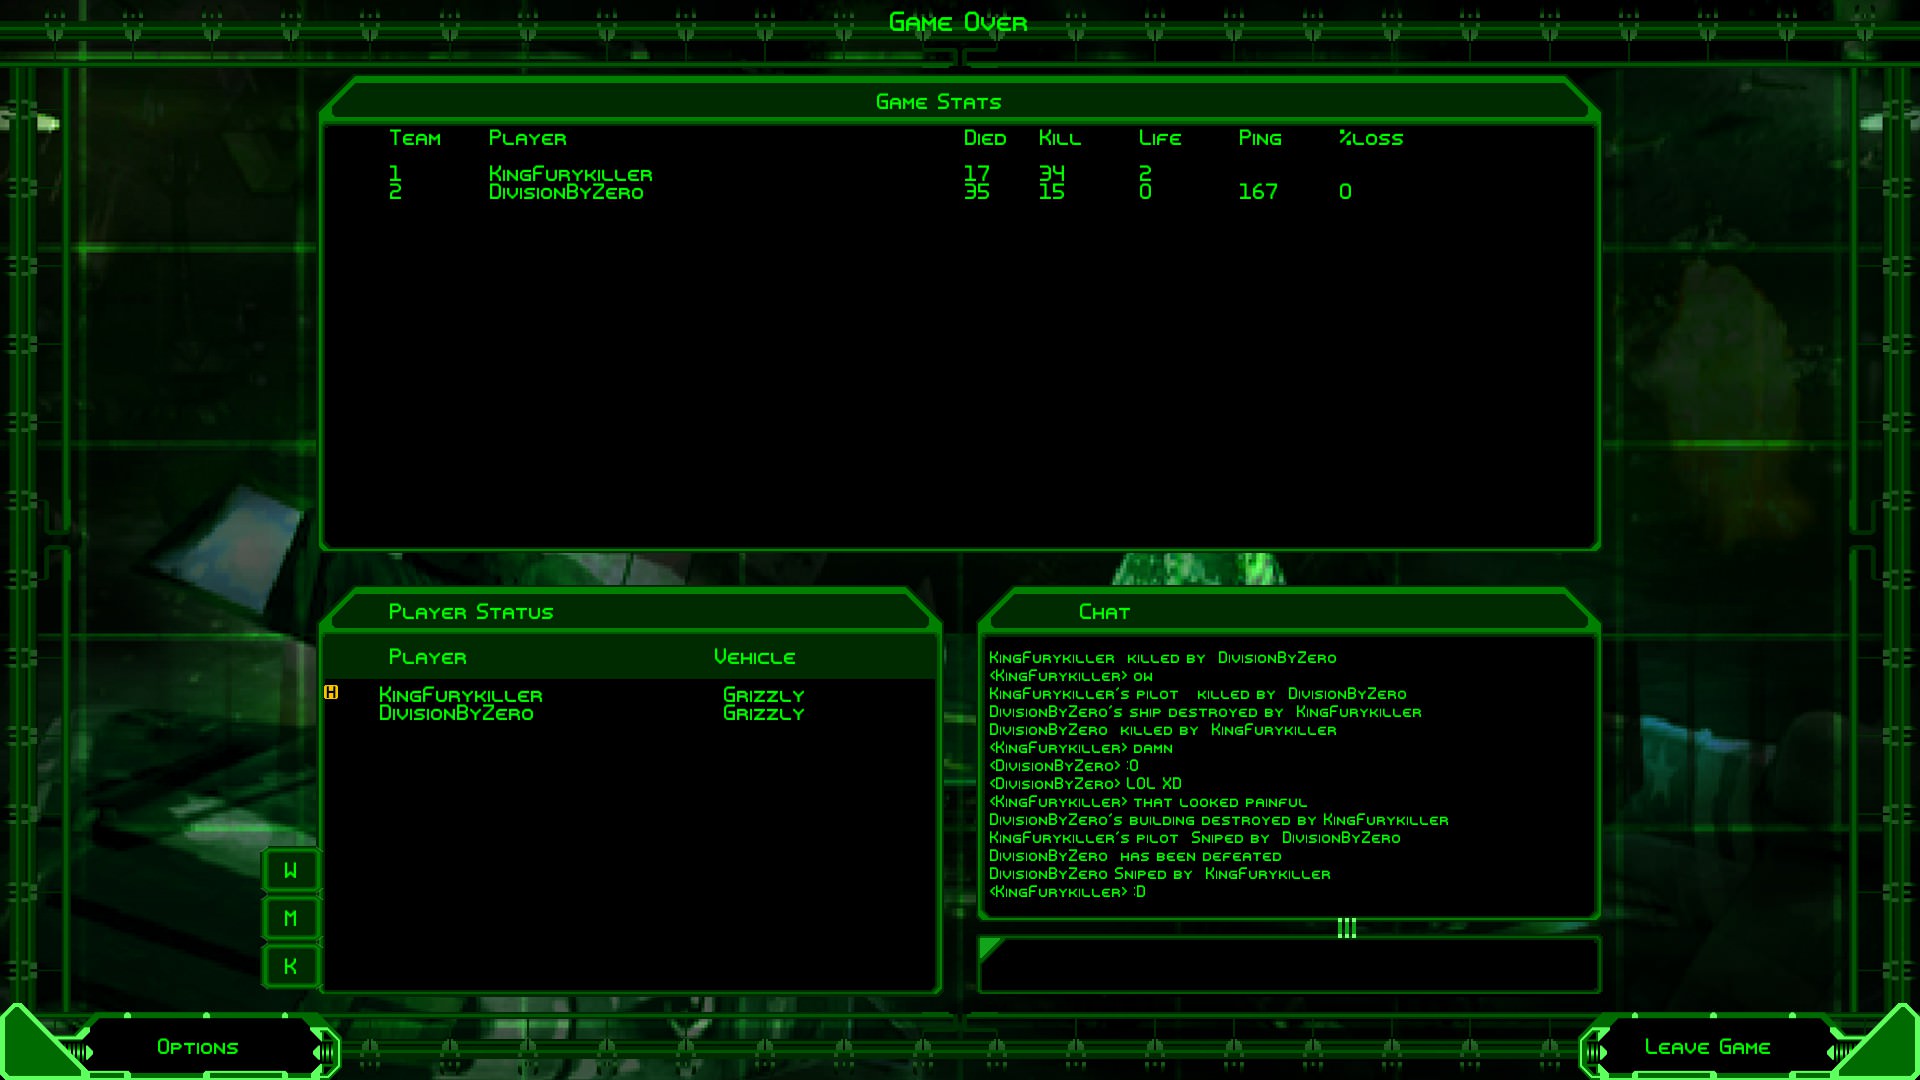 Game Over
Game Stats
Team Player Died Kill Life Ping %loss
1 KingFurykiller 17 34 2
2 DivisionByZero 35 15 0 167 0
Player Status
Player Vehicle
H KingFurykiller Grizzly
DivisionByZero Grizzly
W
M
K
Chat
KingFurykiller killed by DivisionByZero
<KingFurykiller> ow
KingFurykiller's pilot killed by DivisionByZero
DivisionByZero's ship destroyed by KingFurykiller
DivisionByZero killed by KingFurykiller
<KingFurykiller> damn
<DivisionByZero> :O
<DivisionByZero> LOL XD
<KingFurykiller> that looked painful
DivisionByZero's building destroyed by KingFurykiller
KingFurykiller's pilot Sniped by DivisionByZero
DivisionByZero has been defeated
DivisionByZero Sniped by KingFurykiller
<KingFurykiller> :D
Options
Leave Game